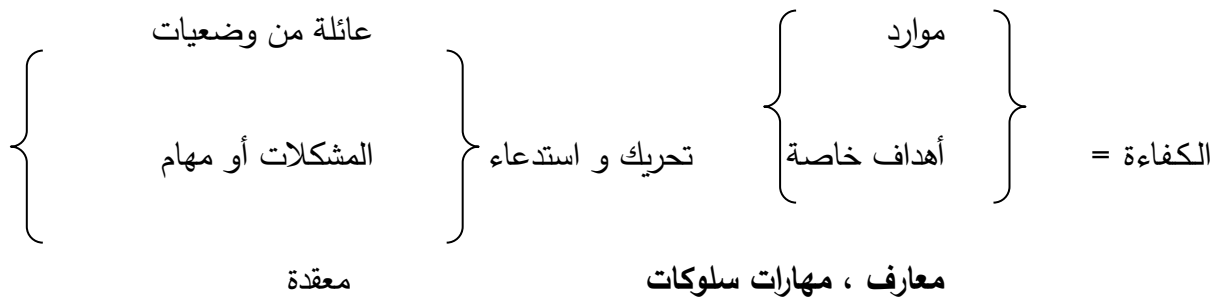 موارد عائلة من وضعيات
الكفاءة = أهداف خاصة تحريك و استدعاء المشكلات أو مهام
معارف ، مهارات سلوكات معقدة